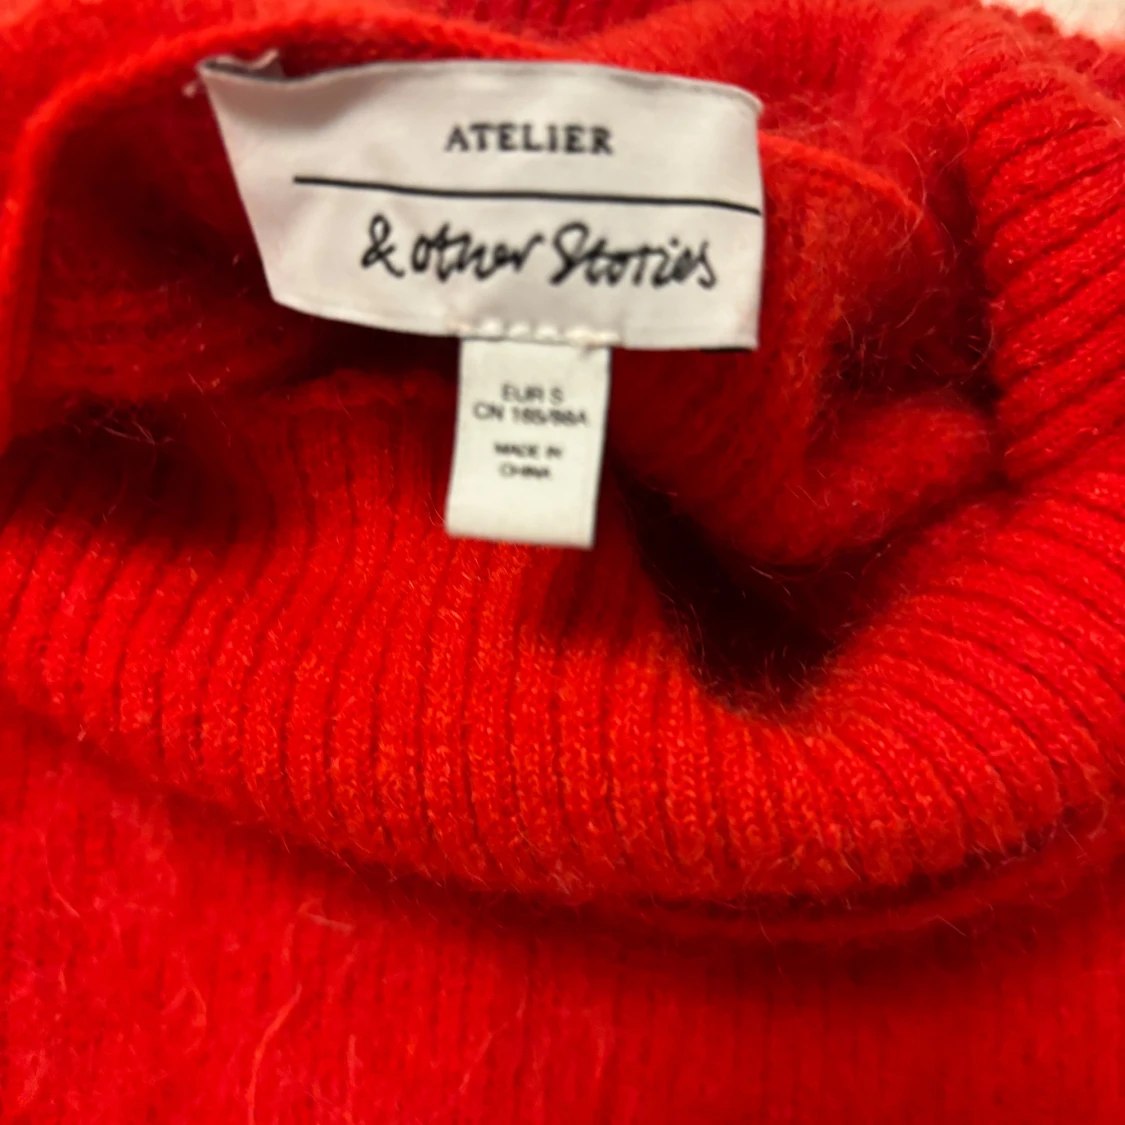 ATELIER
& other Stories
EUR S
CN 165/88A
MADE IN
CHINA